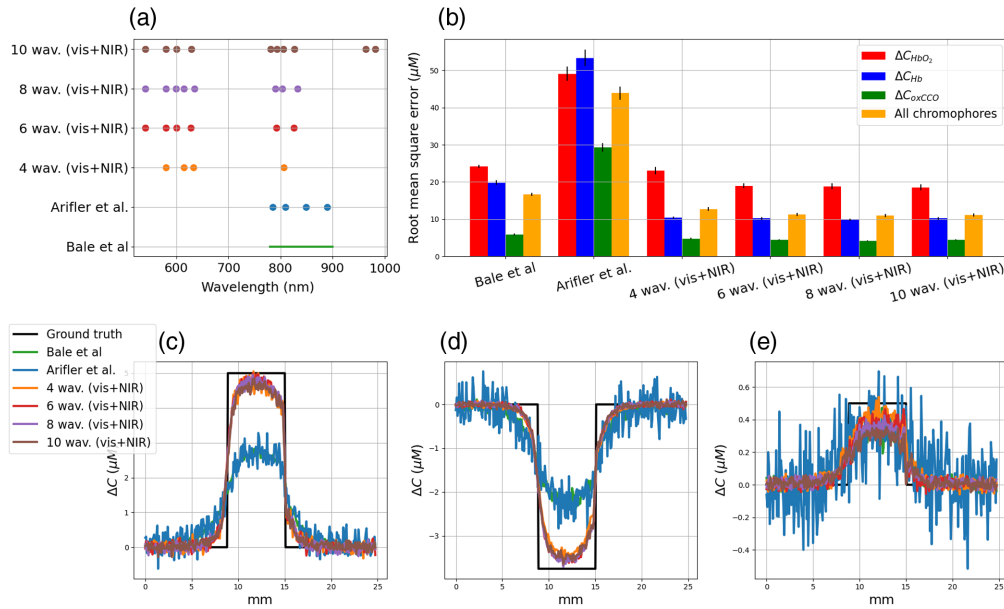 (a)
10 wav. (vis+NIR)
8 wav. (vis+NIR)
6 wav. (vis+NIR)
4 wav. (vis+NIR)
Arifler et al.
Bale et al
600
700
800
900
1000
Wavelength (nm)
(b)
Root mean square error (μM)
50
40
30
20
10
0
ΔC_HbO₂
ΔC_Hb
ΔC_oxCCO
All chromophores
Bale et al
Arifler et al.
4 wav. (vis+NIR)
6 wav. (vis+NIR)
8 wav. (vis+NIR)
10 wav. (vis+NIR)
Ground truth
Bale et al
Arifler et al.
4 wav. (vis+NIR)
6 wav. (vis+NIR)
8 wav. (vis+NIR)
10 wav. (vis+NIR)
(c)
ΔC (μM)
5
2
1
0
0
5
10
15
20
25
mm
(d)
ΔC (μM)
0
−1
−2
−3
0
5
10
15
20
25
mm
(e)
ΔC (μM)
0.6
0.4
0.2
0.0
−0.2
−0.4
0
5
10
15
20
25
mm